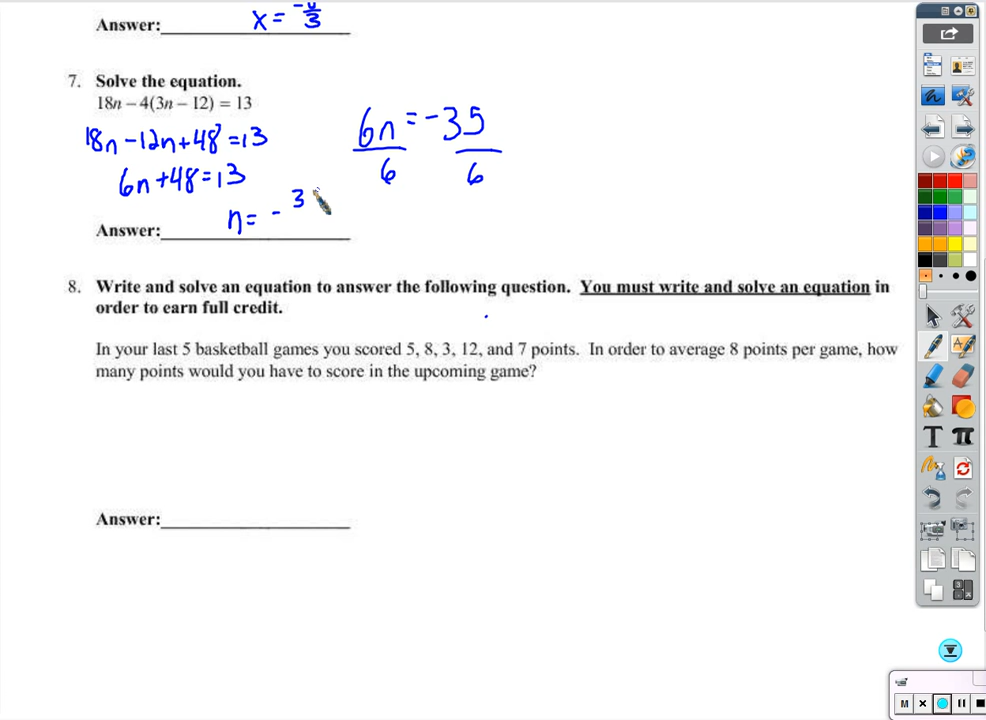 Answer:____ x = -/3
7. Solve the equation.
18n – 4(3n – 12) = 13
18n -12n+48 =13
6n = -35
6 6
6n +48=13
n= - 3
Answer:____
8. Write and solve an equation to answer the following question. You must write and solve an equation in
order to earn full credit.
In your last 5 basketball games you scored 5, 8, 3, 12, and 7 points. In order to average 8 points per game, how
many points would you have to score in the upcoming game?
Answer:____
T π
M